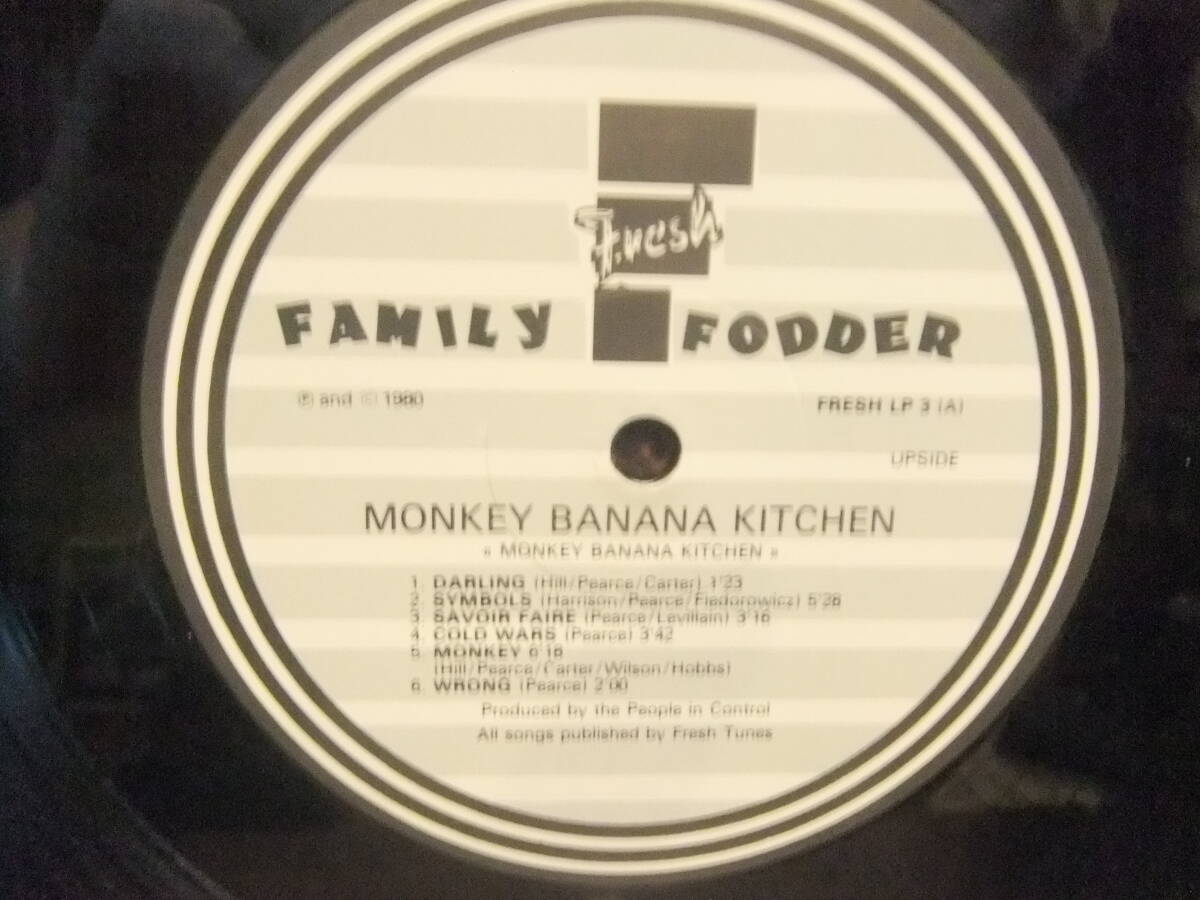 Fresh
FAMILY FODDER
℗ and © 1980
FRESH LP 3 (A)
UPSIDE
MONKEY BANANA KITCHEN
« MONKEY BANANA KITCHEN »
1. DARLING (Hill/Pearce/Carter) 1'23
2. SYMBOLS (Harrison/Pearce/Fiedorowicz) 5'28
3. SAVOIR FAIRE (Pearce/Levillain) 3'16
4. COLD WARS (Pearce) 3'42
5. MONKEY 6'16
(Hill/Pearce/Carter/Wilson/Hobbs)
6. WRONG (Pearce) 2'00
Produced by the People in Control
All songs published by Fresh Tunes